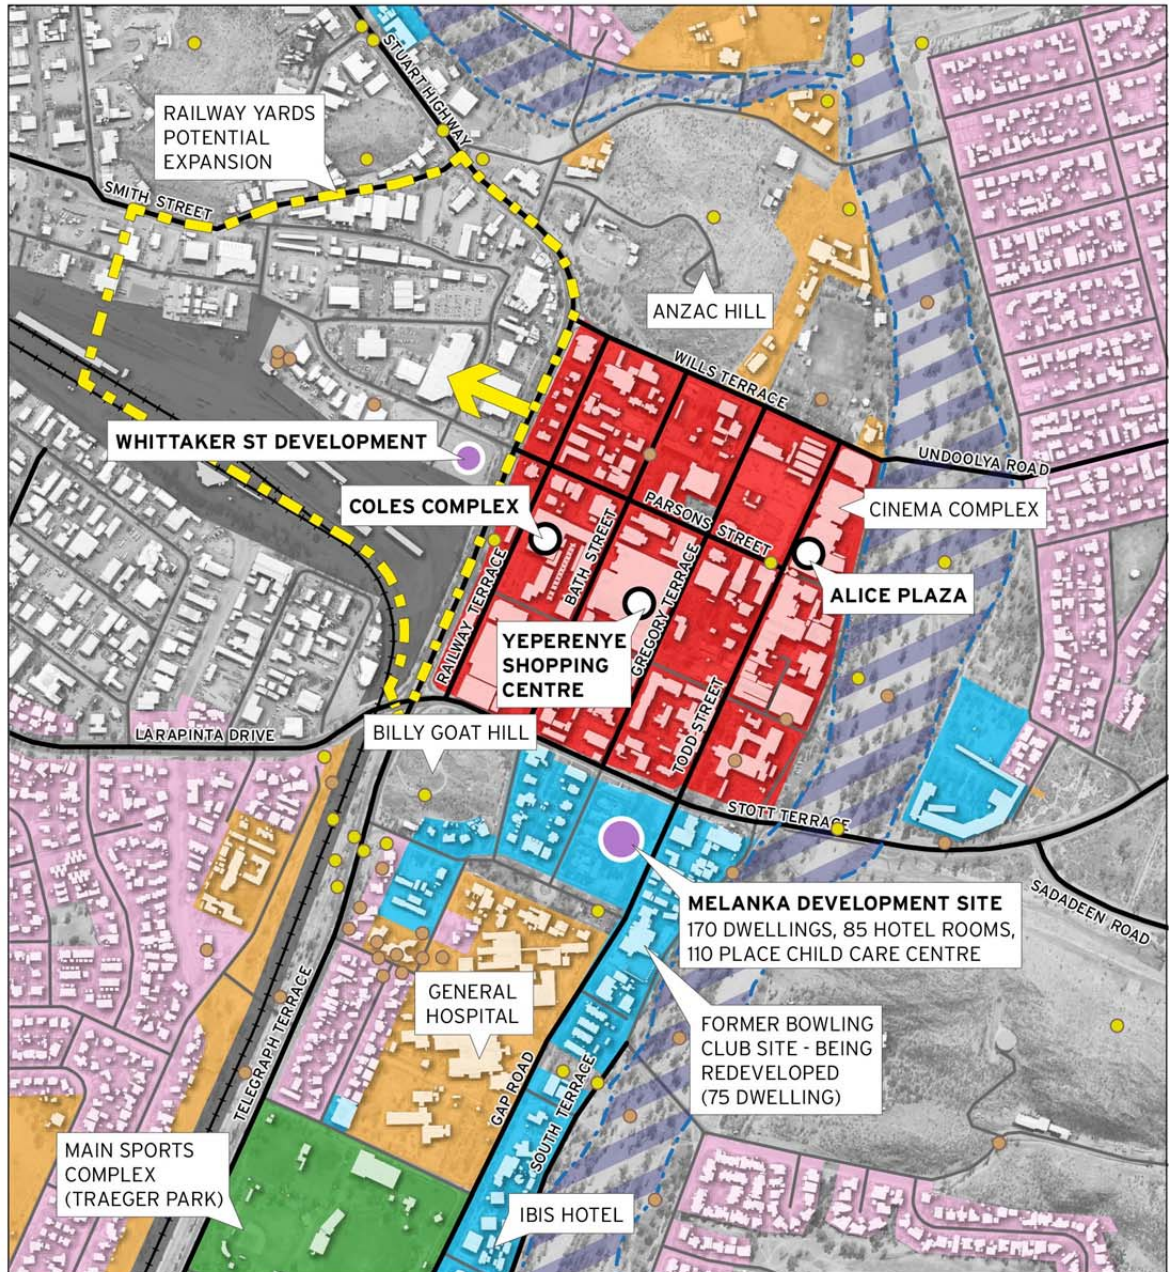 STUART HIGHWAY
RAILWAY YARDS
POTENTIAL
EXPANSION
SMITH STREET
ANZAC HILL
WILLS TERRACE
WHITTAKER ST DEVELOPMENT
UNDOOLYA ROAD
COLES COMPLEX
PARSONS STREET
CINEMA COMPLEX
BATH STREET
RAILWAY TERRACE
GREGORY TERRACE
ALICE PLAZA
YEPERENYE
SHOPPING
CENTRE
TODD STREET
LARAPINTA DRIVE
BILLY GOAT HILL
STOTT TERRACE
SADADEEN ROAD
MELANKA DEVELOPMENT SITE
170 DWELLINGS, 85 HOTEL ROOMS,
110 PLACE CHILD CARE CENTRE
GENERAL
HOSPITAL
TELEGRAPH TERRACE
FORMER BOWLING
CLUB SITE - BEING
REDEVELOPED
(75 DWELLING)
GAP ROAD
SOUTH TERRACE
MAIN SPORTS
COMPLEX
(TRAEGER PARK)
IBIS HOTEL